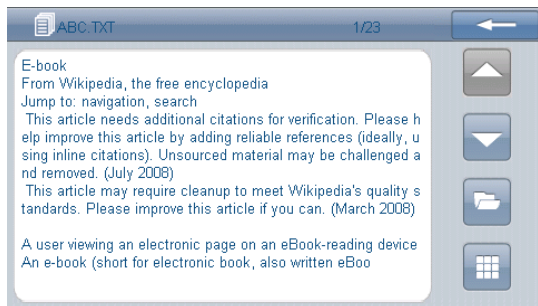 ABC.TXT 1/23
E-book
From Wikipedia, the free encyclopedia
Jump to: navigation, search
This article needs additional citations for verification. Please h
elp improve this article by adding reliable references (ideally, u
sing inline citations). Unsourced material may be challenged a
nd removed. (July 2008)
This article may require cleanup to meet Wikipedia's quality s
tandards. Please improve this article if you can. (March 2008)
A user viewing an electronic page on an eBook-reading device
An e-book (short for electronic book, also written eBoo